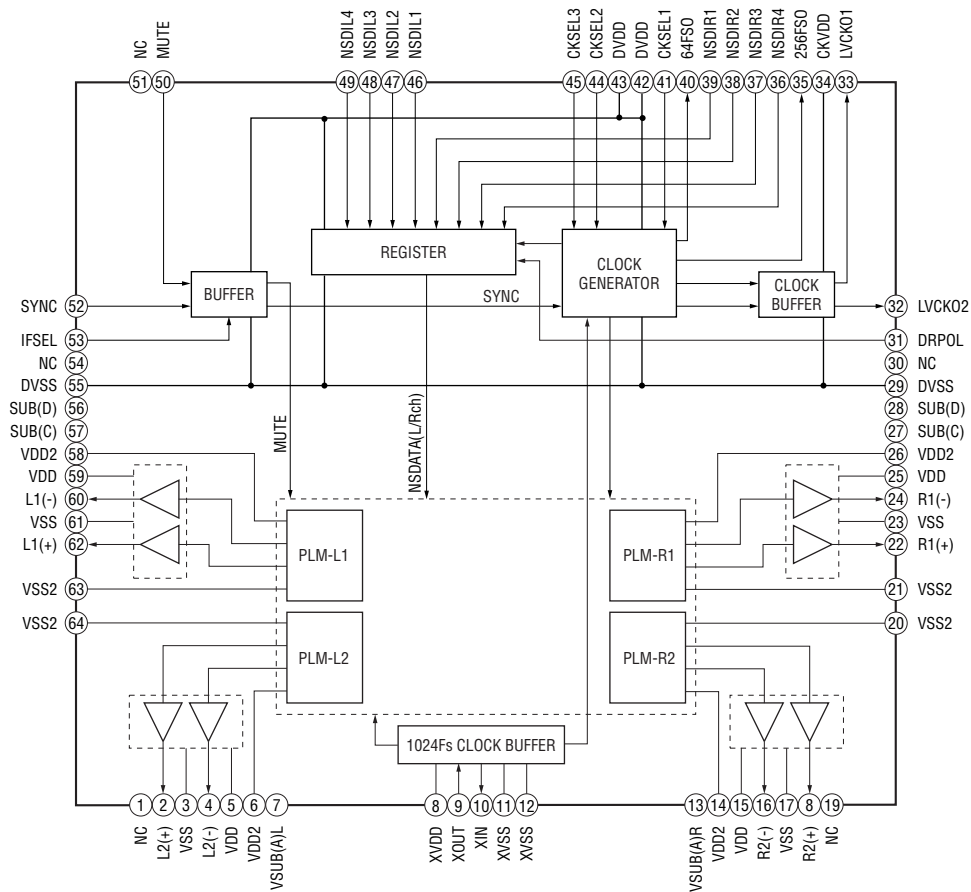 NC
MUTE
NSDIL4
NSDIL3
NSDIL2
NSDIL1
CKSEL3
CKSEL2
DVDD
DVDD
CKSEL1
64FSO
NSDIR1
NSDIR2
NSDIR3
NSDIR4
256FSO
CKVDD
LVCKO1
51 50 49 48 47 46 45 44 43 42 41 40 39 38 37 36 35 34 33
REGISTER
CLOCK
GENERATOR
BUFFER
SYNC
CLOCK
BUFFER
SYNC 52
32 LVCKO2
IFSEL 53
31 DRPOL
NC 54
30 NC
DVSS 55
29 DVSS
SUB(D) 56
28 SUB(D)
SUB(C) 57
27 SUB(C)
MUTE
NSDATA(L/Rch)
VDD2 58
26 VDD2
VDD 59
25 VDD
L1(-) 60
24 R1(-)
VSS 61
23 VSS
L1(+) 62
22 R1(+)
PLM-L1
PLM-R1
VSS2 63
21 VSS2
VSS2 64
20 VSS2
PLM-L2
PLM-R2
1024Fs CLOCK BUFFER
1 2 3 4 5 6 7 8 9 10 11 12 13 14 15 16 17 8 19
NC
L2(+)
VSS
L2(-)
VDD
VDD2
VSUB(A)L
XVDD
XOUT
XIN
XVSS
XVSS
VSUB(A)R
VDD2
VDD
R2(-)
VSS
R2(+)
NC